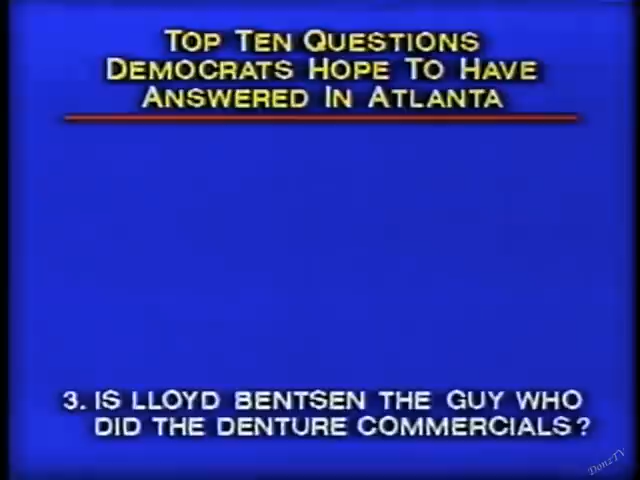 TOP TEN QUESTIONS
DEMOCRATS HOPE TO HAVE
ANSWERED IN ATLANTA
3. IS LLOYD BENTSEN THE GUY WHO
DID THE DENTURE COMMERCIALS?
DonzTV